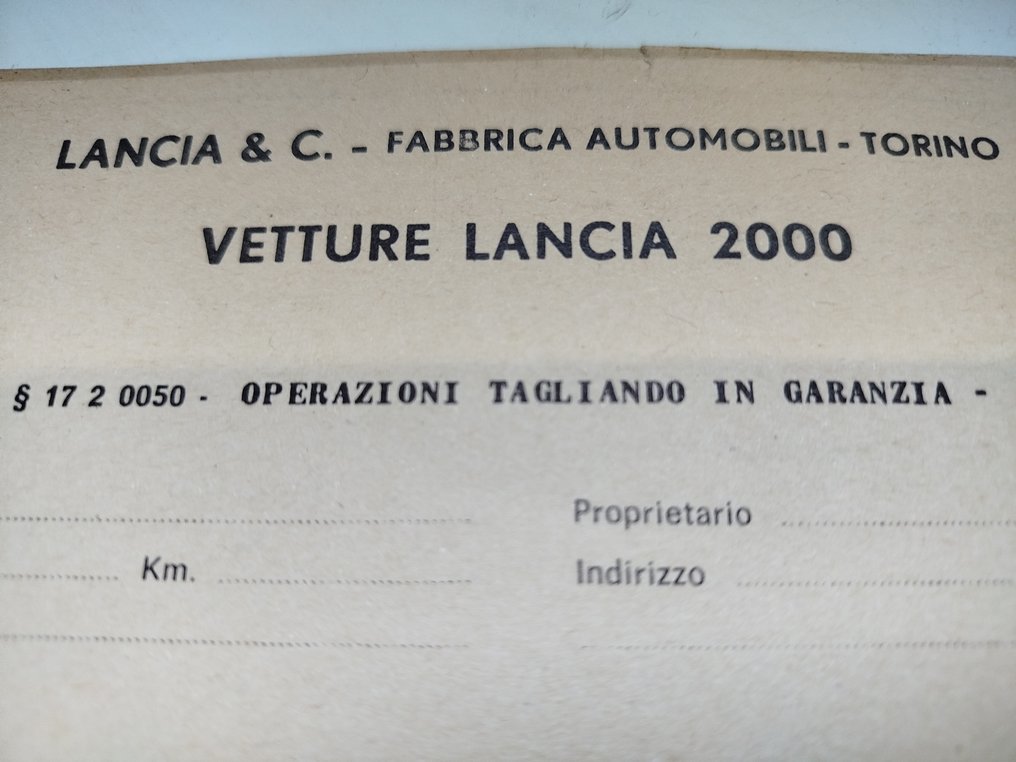 LANCIA & C. - FABBRICA AUTOMOBILI - TORINO
VETTURE LANCIA 2000
§ 17 2 0050 - OPERAZIONI TAGLIANDO IN GARANZIA -
Proprietario
Km. Indirizzo